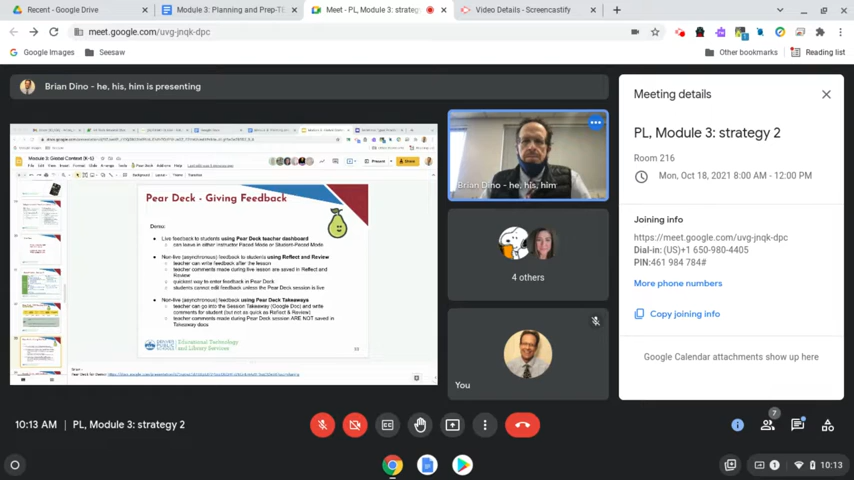 Recent - Google Drive
Module 3: Planning and Prep-TE
Meet - PL, Module 3: strateg
Video Details - Screencastify
meet.google.com/uvg-jnqk-dpc
Google Images
Seesaw
Other bookmarks
Reading list
Brian Dino - he, his, him is presenting
Module 3: Global Context (K-5)
Present
Share
Pear Deck - Giving Feedback
Demo:
Live feedback to students using Pear Deck teacher dashboard
can leave in either Instructor-Paced Mode or Student-Paced Mode
Non-live (asynchronous) feedback to students using Reflect and Review
teacher can write feedback after the lesson
teacher comments made during live lesson are saved in Reflect and
Review
quickest way to enter feedback in Pear Deck
students cannot edit feedback unless the Pear Deck session is live
Non-live (asynchronous) feedback using Pear Deck Takeaways
teacher can go into the Session Takeaway (Google Doc) and write
comments for student (but not as quick as Reflect & Review)
teacher comments made during Pear Deck session ARE NOT saved in
Takeaway docs
Educational Technology
and Library Services
Brian Dino - he, his, him
4 others
You
Meeting details
PL, Module 3: strategy 2
Room 216
Mon, Oct 18, 2021 8:00 AM - 12:00 PM
Joining info
https://meet.google.com/uvg-jnqk-dpc
Dial-in: (US)+1 650-980-4405
PIN:461 984 784#
More phone numbers
Copy joining info
Google Calendar attachments show up here
10:13 AM | PL, Module 3: strategy 2
7
1
10:13